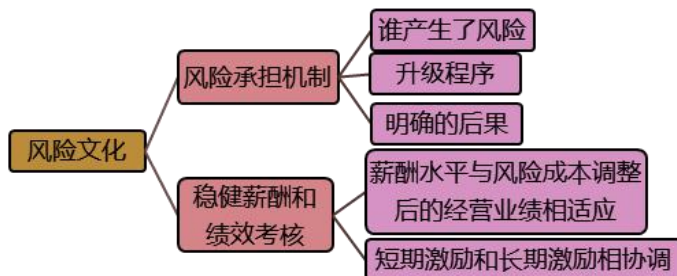 风险文化
风险承担机制
谁产生了风险
升级程序
明确的后果
稳健薪酬和
绩效考核
薪酬水平与风险成本调整
后的经营业绩相适应
短期激励和长期激励相协调